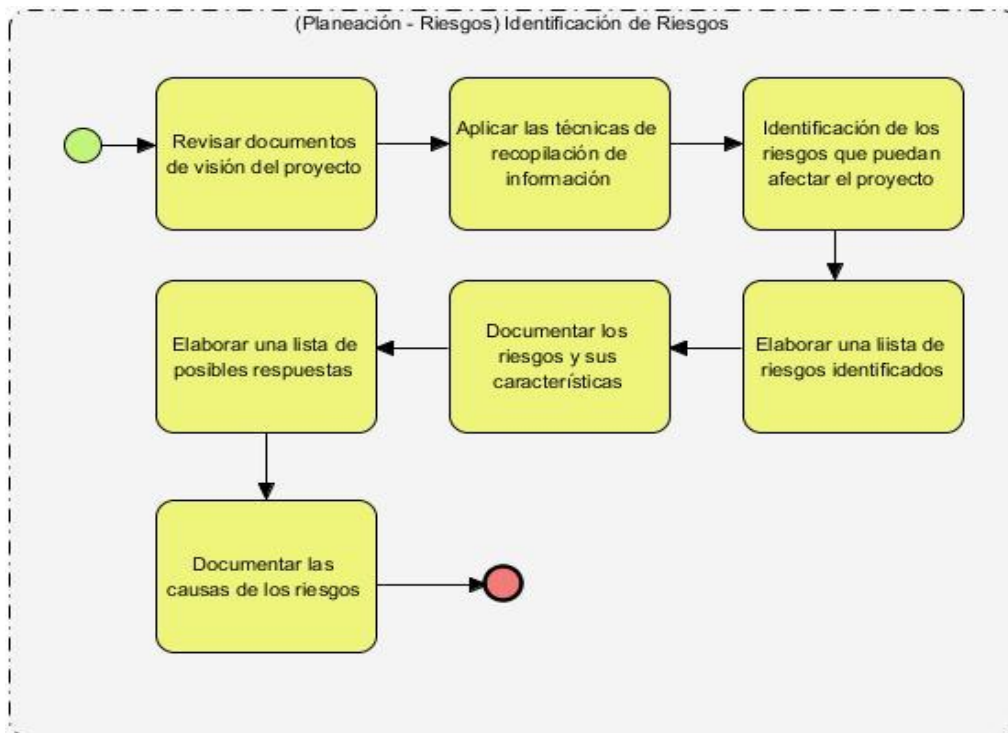 (Planeación - Riesgos) Identificación de Riesgos
Revisar documentos
de visión del proyecto
Aplicar las técnicas de
recopilación de
información
Identificación de los
riesgos que puedan
afectar el proyecto
Elaborar una liista de
riesgos identificados
Documentar los
riesgos y sus
características
Elaborar una lista de
posibles respuestas
Documentar las
causas de los riesgos